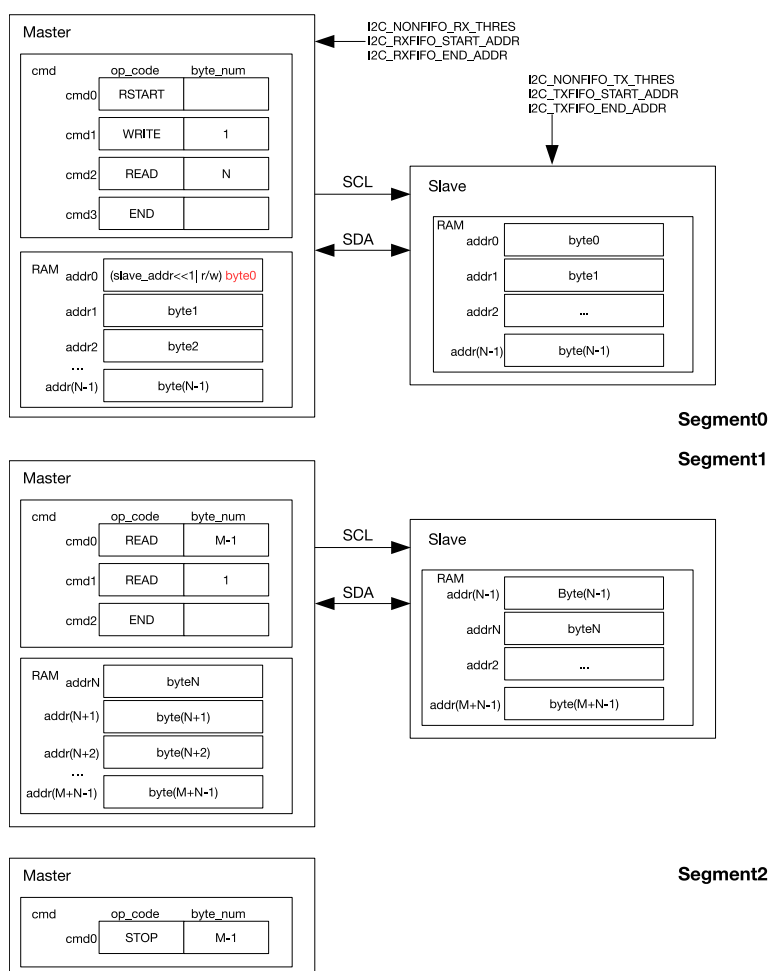 Master
I2C_NONFIFO_RX_THRES
I2C_RXFIFO_START_ADDR
I2C_RXFIFO_END_ADDR
cmd op_code byte_num
cmd0 RSTART
cmd1 WRITE 1
cmd2 READ N
cmd3 END
I2C_NONFIFO_TX_THRES
I2C_TXFIFO_START_ADDR
I2C_TXFIFO_END_ADDR
SCL
SDA
Slave
RAM
addr0 byte0
addr1 byte1
addr2 ...
addr(N-1) byte(N-1)
RAM
addr0 (slave_addr<<1| r/w) byte0
addr1 byte1
addr2 byte2
...
addr(N-1) byte(N-1)
Segment0
Segment1
Master
cmd op_code byte_num
cmd0 READ M-1
cmd1 READ 1
cmd2 END
SCL
SDA
Slave
RAM
addr(N-1) Byte(N-1)
addrN byteN
addr2 ...
addr(M+N-1) byte(M+N-1)
RAM
addrN byteN
addr(N+1) byte(N+1)
addr(N+2) byte(N+2)
...
addr(M+N-1) byte(M+N-1)
Segment2
Master
cmd op_code byte_num
cmd0 STOP M-1